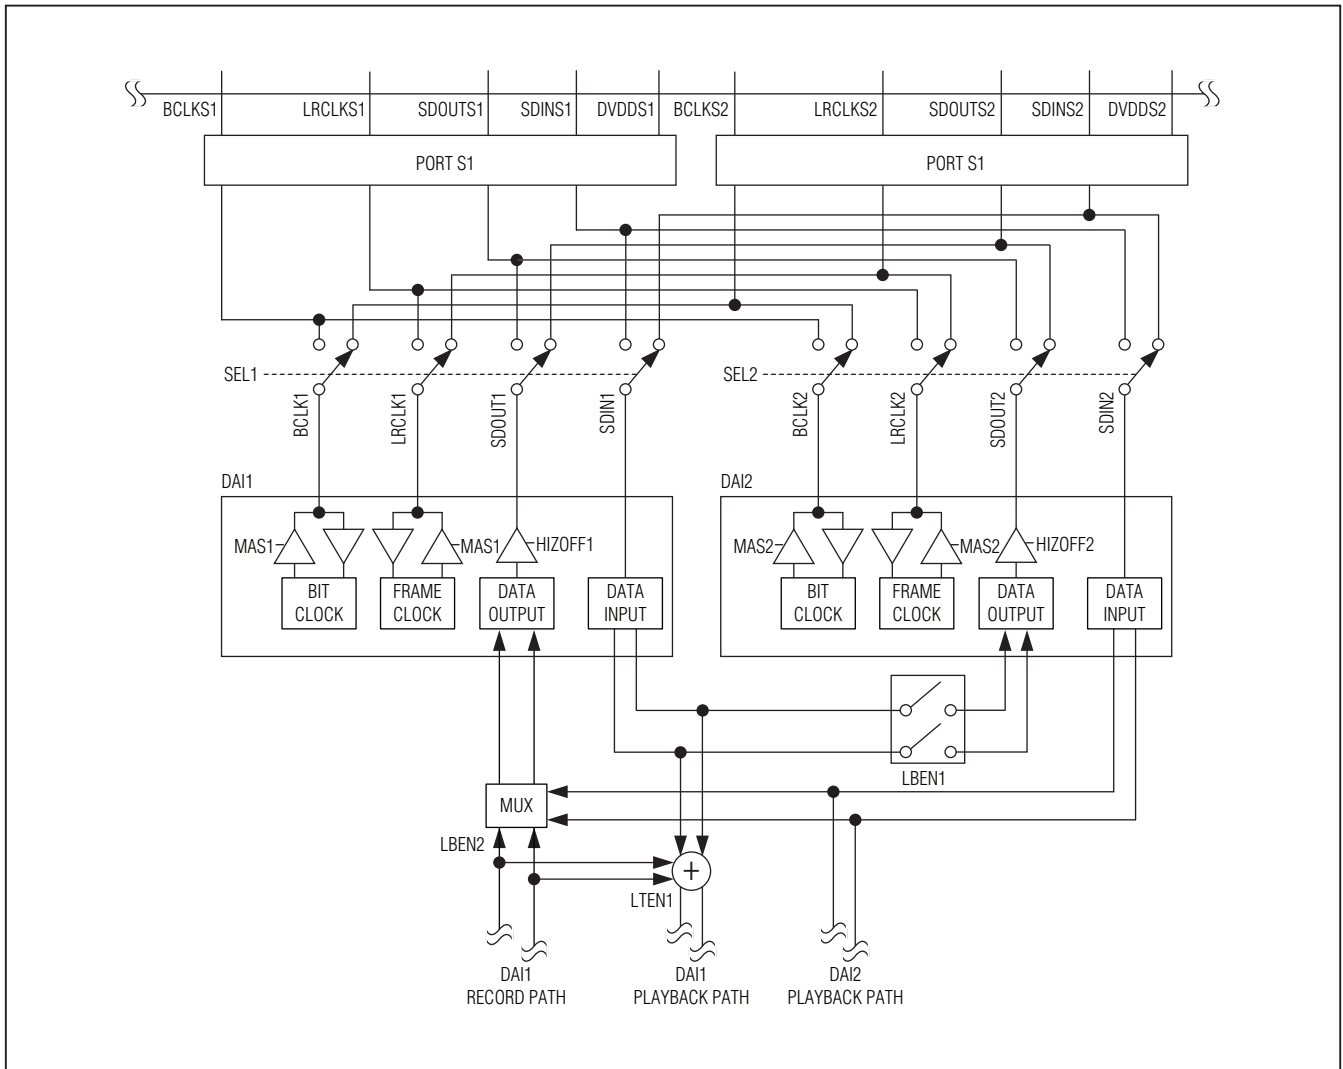 BCLKS1 LRCLKS1 SDOUTS1 SDINS1 DVDDS1 BCLKS2 LRCLKS2 SDOUTS2 SDINS2 DVDDS2
PORT S1 PORT S1
SEL1 SEL2
BCLK1 LRCLK1 SDOUT1 SDIN1 BCLK2 LRCLK2 SDOUT2 SDIN2
DAI1 DAI2
MAS1 MAS1 HIZOFF1 MAS2 MAS2 HIZOFF2
BIT FRAME DATA DATA BIT FRAME DATA DATA
CLOCK CLOCK OUTPUT INPUT CLOCK CLOCK OUTPUT INPUT
LBEN1
MUX
LBEN2
+
LTEN1
DAI1 DAI1 DAI2
RECORD PATH PLAYBACK PATH PLAYBACK PATH